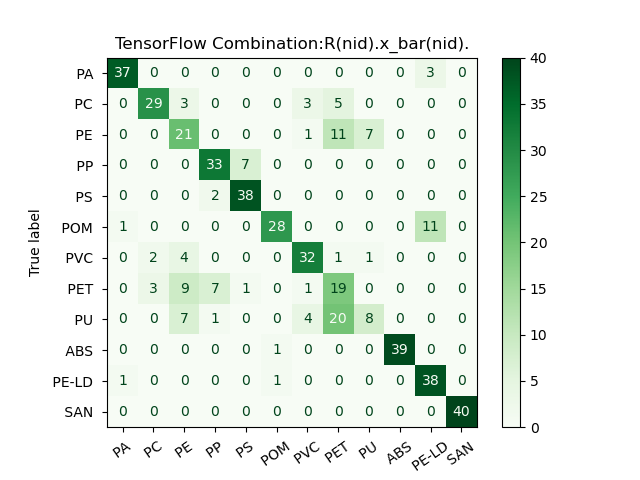 TensorFlow Combination:R(nid).x_bar(nid).
True label
PA 37 0 0 0 0 0 0 0 0 0 3 0
PC 0 29 3 0 0 0 3 5 0 0 0 0
PE 0 0 21 0 0 0 1 11 7 0 0 0
PP 0 0 0 33 7 0 0 0 0 0 0 0
PS 0 0 0 2 38 0 0 0 0 0 0 0
POM 1 0 0 0 0 28 0 0 0 0 11 0
PVC 0 2 4 0 0 0 32 1 1 0 0 0
PET 0 3 9 7 1 0 1 19 0 0 0 0
PU 0 0 7 1 0 0 4 20 8 0 0 0
ABS 0 0 0 0 0 1 0 0 0 39 0 0
PE-LD 1 0 0 0 0 1 0 0 0 0 38 0
SAN 0 0 0 0 0 0 0 0 0 0 0 40
PA PC PE PP PS POM PVC PET PU ABS PE-LD SAN
40
35
30
25
20
15
10
5
0